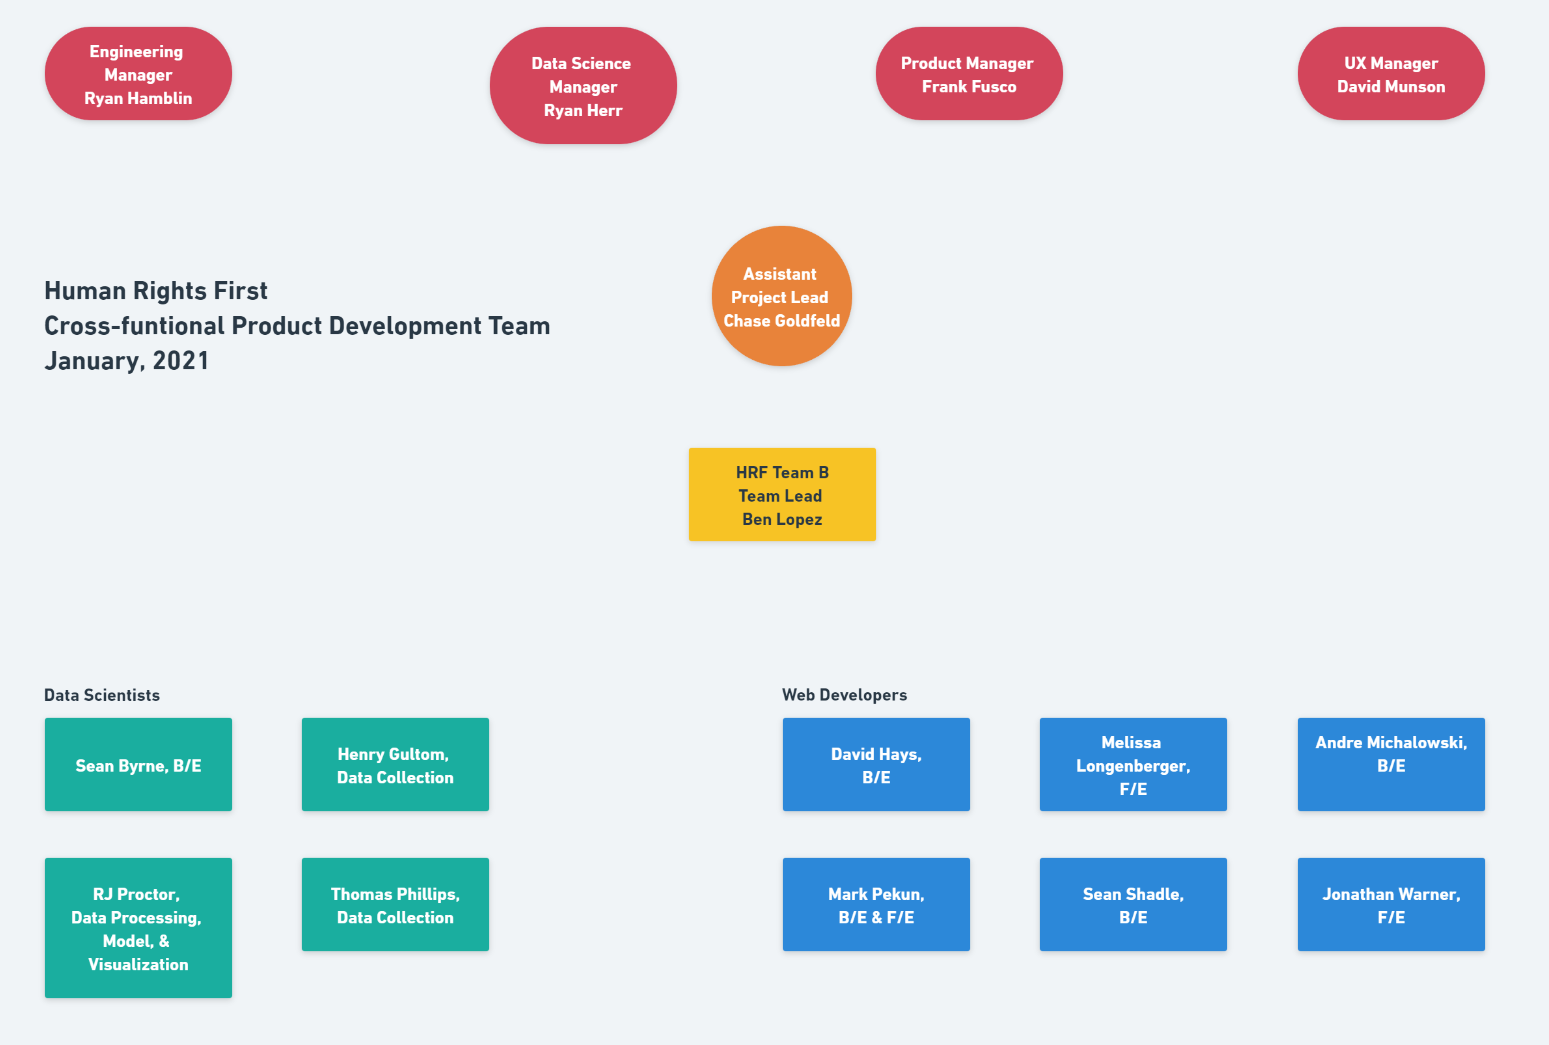 Engineering
Manager
Ryan Hamblin
Data Science
Manager
Ryan Herr
Product Manager
Frank Fusco
UX Manager
David Munson
Assistant
Project Lead
Chase Goldfeld
Human Rights First
Cross-funtional Product Development Team
January, 2021
HRF Team B
Team Lead
Ben Lopez
Data Scientists
Sean Byrne, B/E
Henry Gultom,
Data Collection
RJ Proctor,
Data Processing,
Model, &
Visualization
Thomas Phillips,
Data Collection
Web Developers
David Hays,
B/E
Melissa
Longenberger,
F/E
Andre Michalowski,
B/E
Mark Pekun,
B/E & F/E
Sean Shadle,
B/E
Jonathan Warner,
F/E